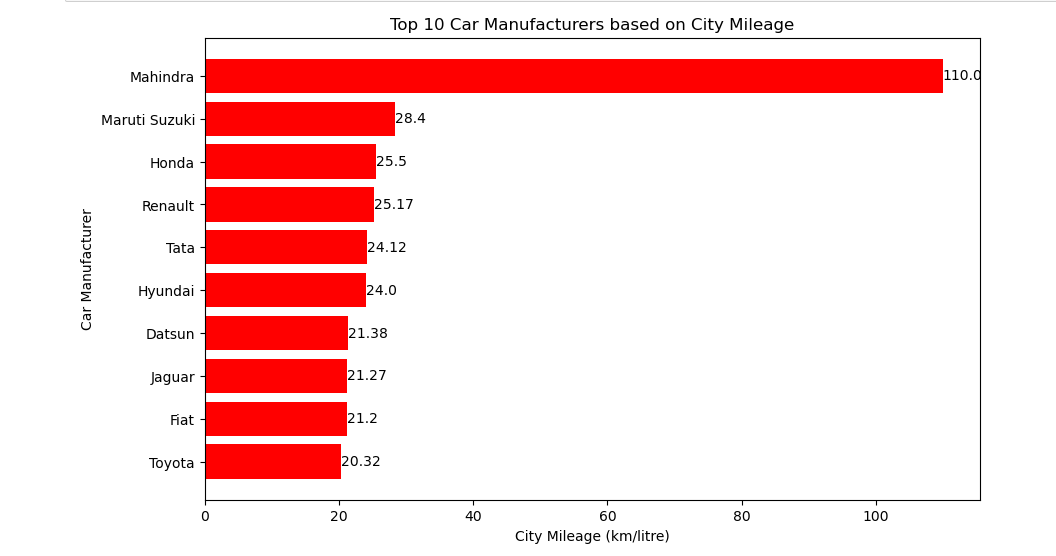 Top 10 Car Manufacturers based on City Mileage
Mahindra 110.0
Maruti Suzuki 28.4
Honda 25.5
Renault 25.17
Tata 24.12
Hyundai 24.0
Datsun 21.38
Jaguar 21.27
Fiat 21.2
Toyota 20.32
Car Manufacturer
0 20 40 60 80 100
City Mileage (km/litre)